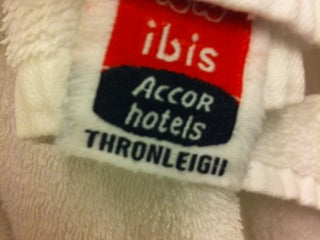 ibis
Accor
hotels
THRONLEIGH